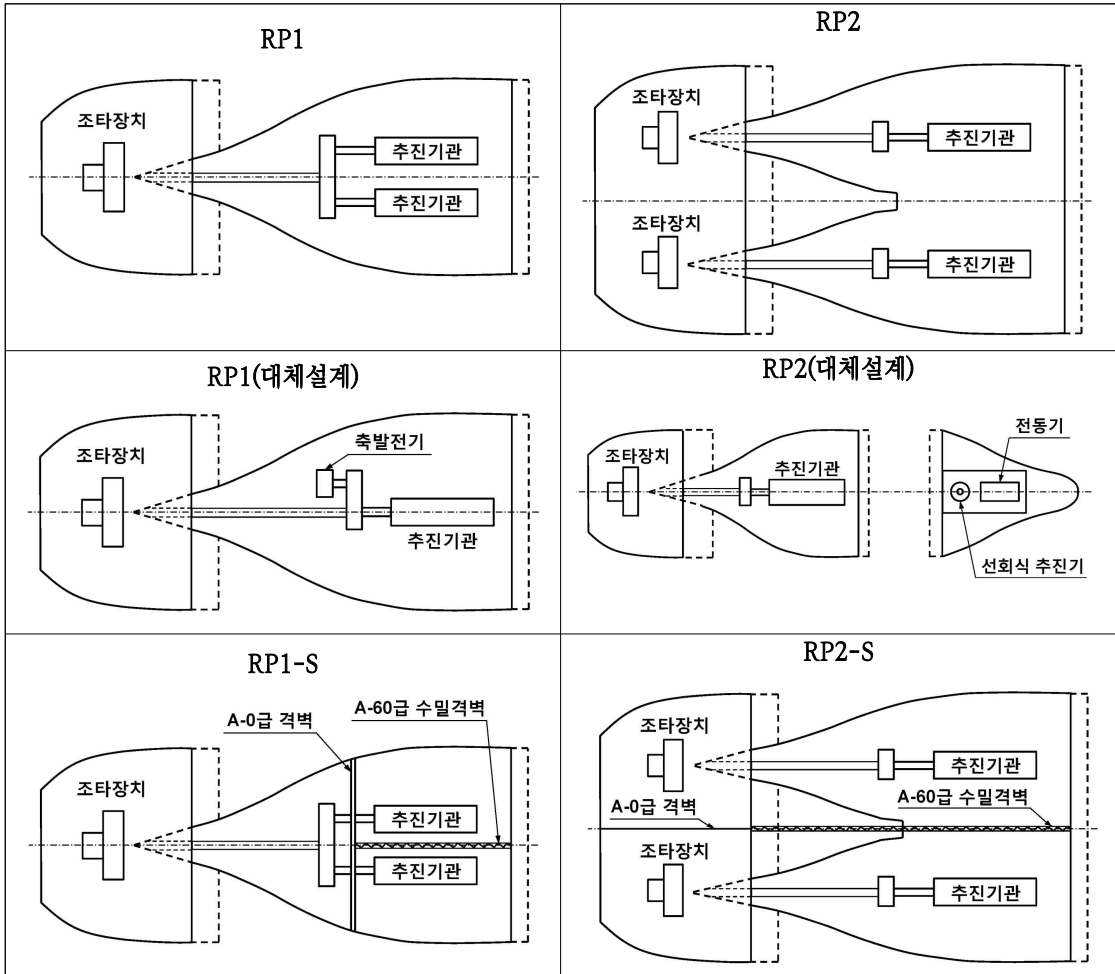 RP1
조타장치
추진기관
추진기관
RP2
조타장치
추진기관
조타장치
추진기관
RP1(대체설계)
축발전기
조타장치
추진기관
RP2(대체설계)
전동기
조타장치
추진기관
선회식 추진기
RP1-S
A-0급 격벽
A-60급 수밀격벽
조타장치
추진기관
추진기관
RP2-S
조타장치
추진기관
A-0급 격벽
A-60급 수밀격벽
조타장치
추진기관